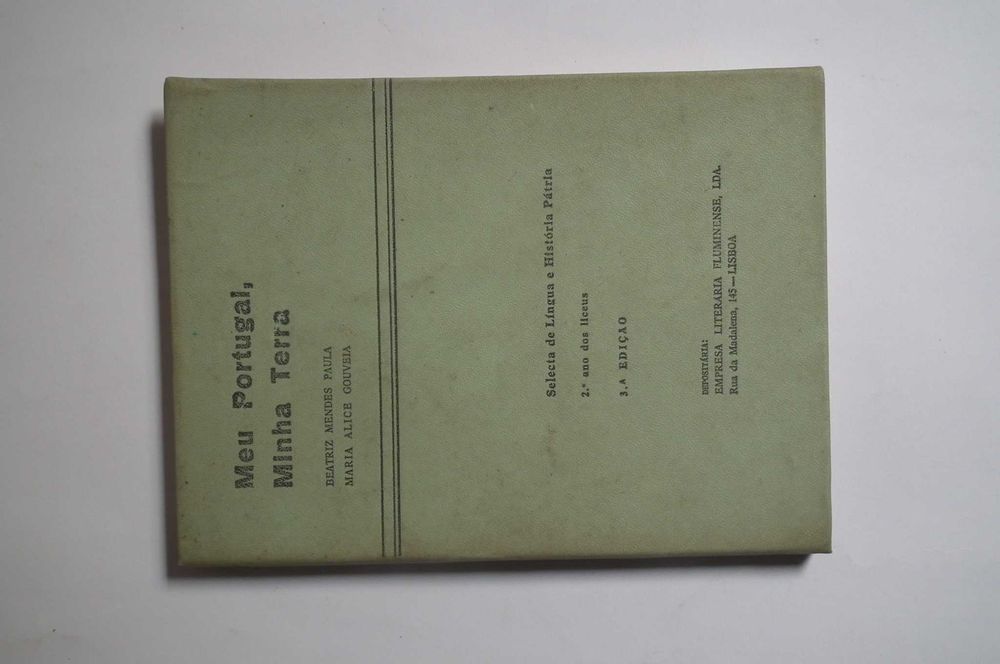 Meu Portugal,
Minha Terra
BEATRIZ MENDES PAULA
MARIA ALICE GOUVEIA
Selecta de Língua e História Pátria
2.º ano dos liceus
3.ª EDIÇÃO
DEPOSITÁRIA:
EMPRESA LITERÁRIA FLUMINENSE, LDA.
Rua da Madalena, 145 — LISBOA